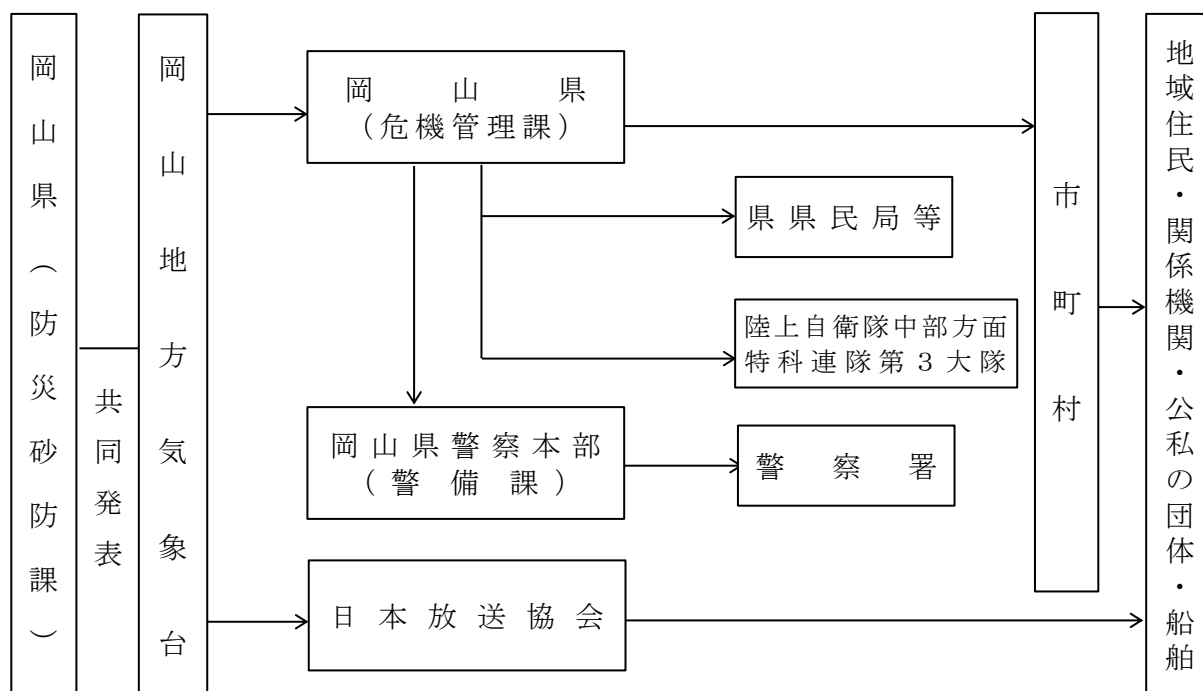 岡山県（防災砂防課）
共同発表
岡山地方気象台
岡山県
（危機管理課）
県県民局等
陸上自衛隊中部方面
特科連隊第３大隊
岡山県警察本部
（警備課）
警察署
日本放送協会
市町村
地域住民・関係機関・公私の団体・船舶